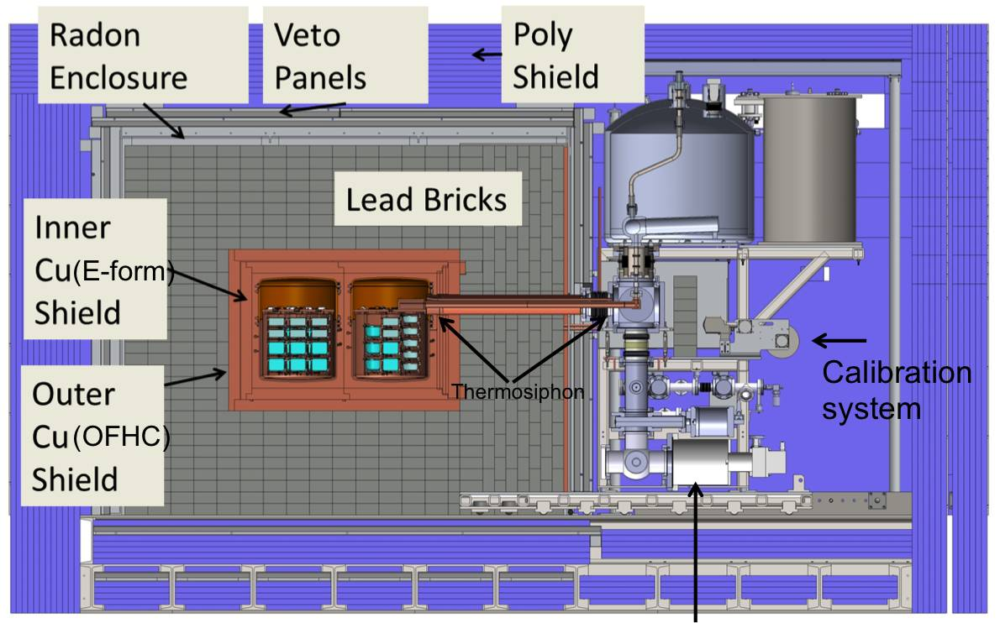 Radon
Enclosure
Veto
Panels
Poly
Shield
Lead Bricks
Inner
Cu(E-form)
Shield
Outer
Cu(OFHC)
Shield
Thermosiphon
Calibration
system